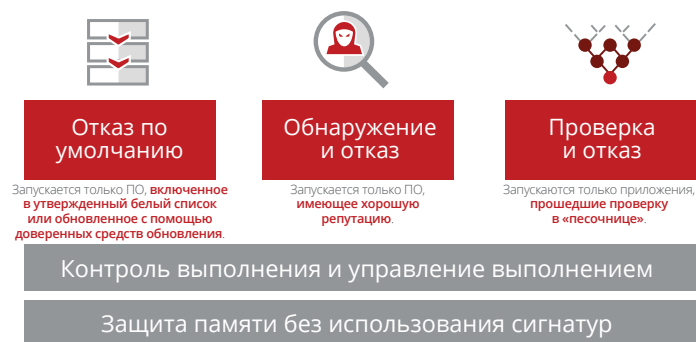 Отказ по
умолчанию
Обнаружение
и отказ
Проверка
и отказ
Запускается только ПО, включенное
в утвержденный белый список
или обновленное с помощью
доверенных средств обновления.
Запускается только ПО,
имеющее хорошую
репутацию.
Запускаются только приложения,
прошедшие проверку
в «песочнице».
Контроль выполнения и управление выполнением
Защита памяти без использования сигнатур